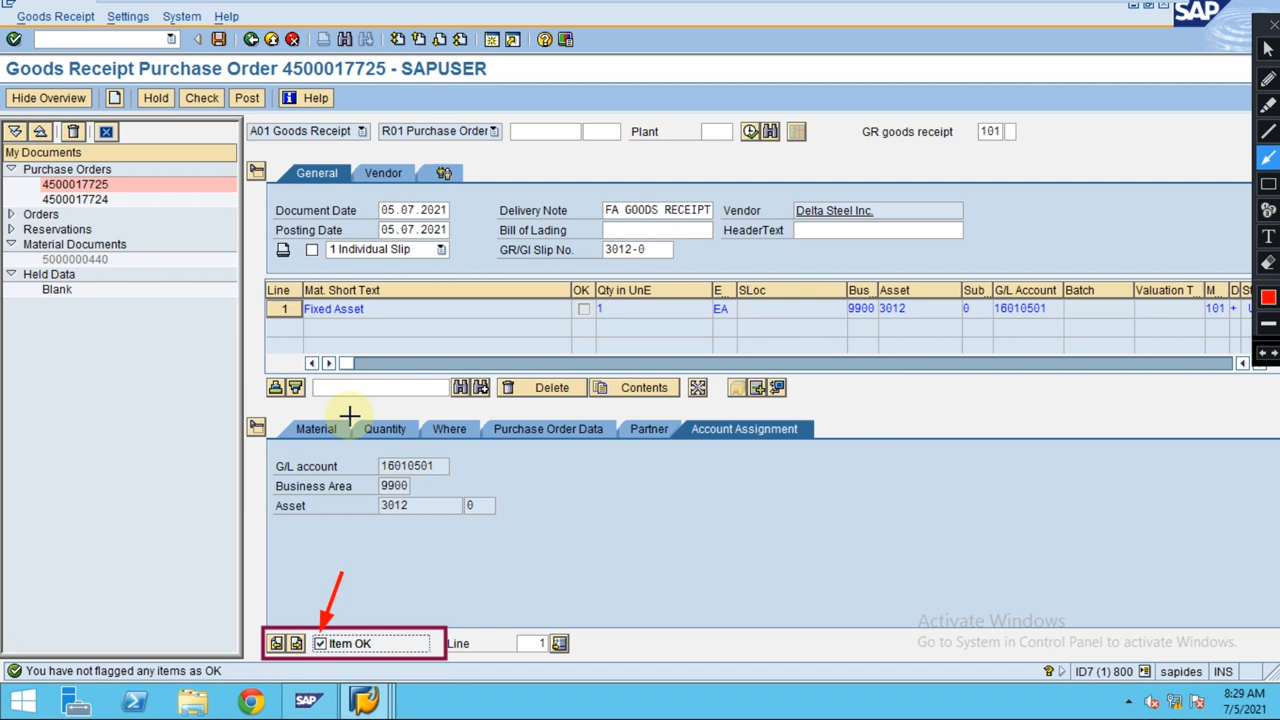 Goods Receipt Settings System Help
SAP
Goods Receipt Purchase Order 4500017725 - SAPUSER
Hide Overview Hold Check Post Help
My Documents
Purchase Orders
4500017725
4500017724
Orders
Reservations
Material Documents
5000000440
Held Data
Blank
A01 Goods Receipt R01 Purchase Order Plant GR goods receipt 101
General Vendor
Document Date 05.07.2021 Delivery Note FA GOODS RECEIPT Vendor Delta Steel Inc.
Posting Date 05.07.2021 Bill of Lading HeaderText
1 Individual Slip GR/GI Slip No. 3012-0
Line Mat. Short Text OK Qty in UnE E... SLoc Bus... Asset Sub... G/L Account Batch Valuation T... M... D St
1 Fixed Asset 1 EA 9900 3012 0 16010501 101 + U
Delete Contents
Material Quantity Where Purchase Order Data Partner Account Assignment
G/L account 16010501
Business Area 9900
Asset 3012 0
Item OK Line 1
Activate Windows
Go to System in Control Panel to activate Windows.
You have not flagged any items as OK ID7 (1) 800 sapides INS
SAP 8:29 AM
7/5/2021